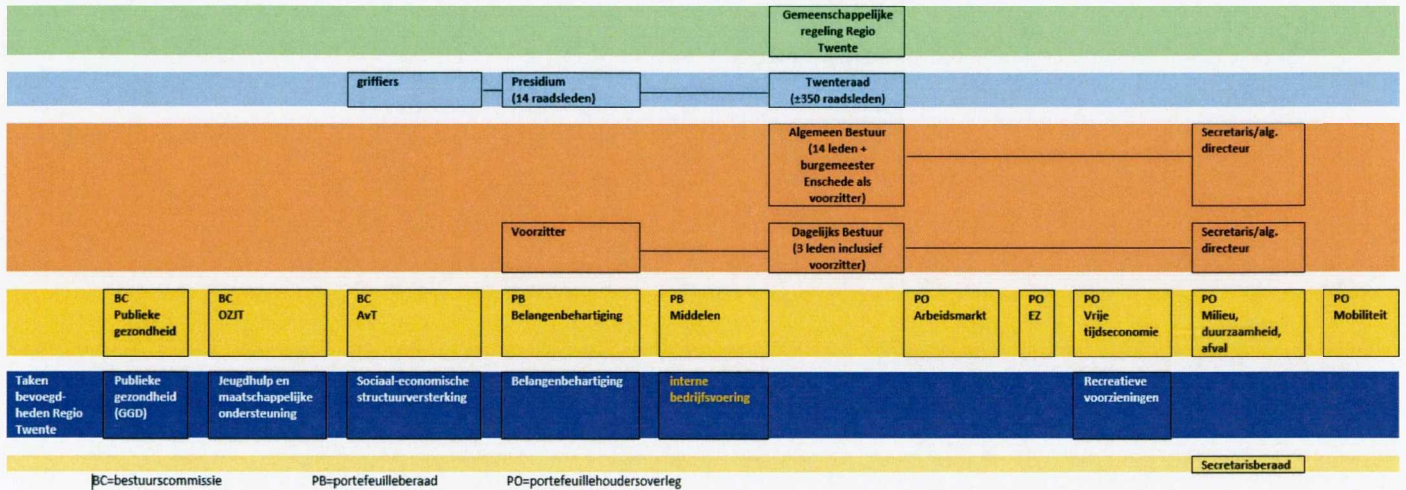 Gemeenschappelijke
regeling Regio
Twente
griffiers
Presidium
(14 raadsleden)
Twenteraad
(±350 raadsleden)
Algemeen Bestuur
(14 leden +
burgemeester
Enschede als
voorzitter)
Secretaris/alg.
directeur
Voorzitter
Dagelijks Bestuur
(3 leden inclusief
voorzitter)
Secretaris/alg.
directeur
BC
Publieke
gezondheid
BC
OZJT
BC
AvT
PB
Belangenbehartiging
PB
Middelen
PO
Arbeidsmarkt
PO
EZ
PO
Vrije
tijdseconomie
PO
Milieu,
duurzaamheid,
afval
PO
Mobiliteit
Taken
bevoegd-
heden Regio
Twente
Publieke
gezondheid
(GGD)
Jeugdhulp en
maatschappelijke
ondersteuning
Sociaal-economische
structuurversterking
Belangenbehartiging
interne
bedrijfsvoering
Recreatieve
voorzieningen
Secretarisberaad
BC=bestuurscommissie
PB=portefeuilleberaad
PO=portefeuillehoudersoverleg